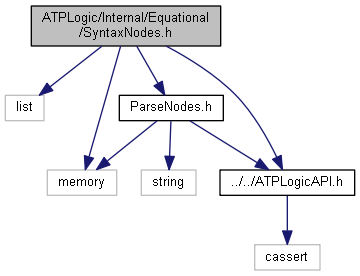 ATPLogic/Internal/Equational
/SyntaxNodes.h
list
ParseNodes.h
memory
string
../../ATPLogicAPI.h
cassert